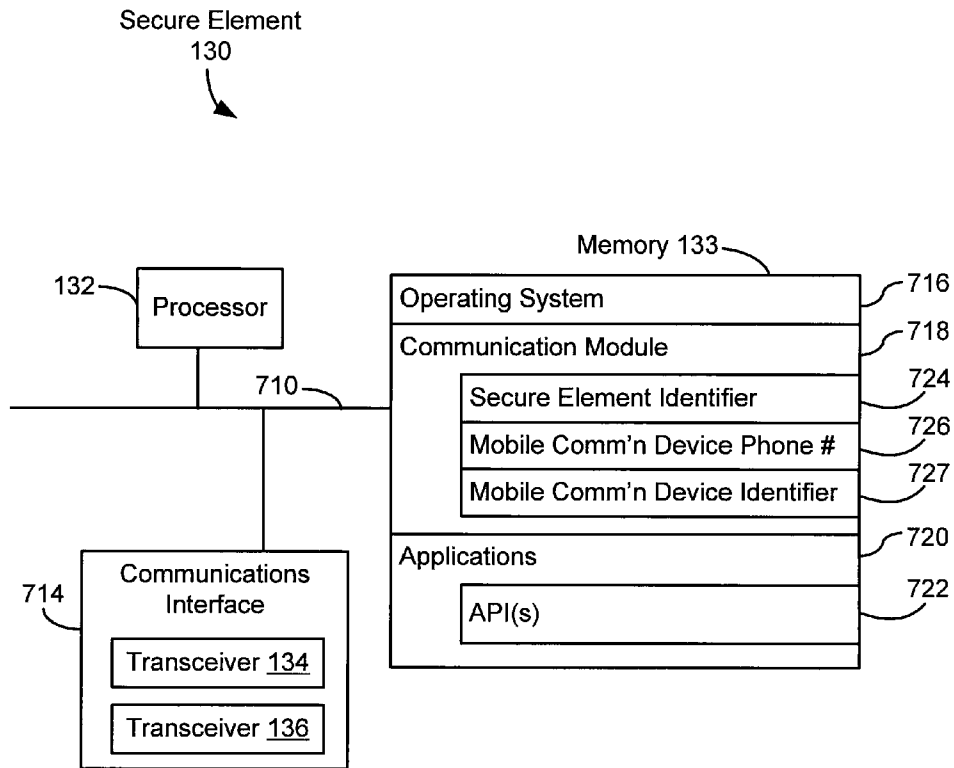 Secure Element
130
Memory 133
132
Processor
Operating System
716
Communication Module
718
710
Secure Element Identifier
724
Mobile Comm'n Device Phone #
726
Mobile Comm'n Device Identifier
727
Applications
720
API(s)
722
714
Communications
Interface
Transceiver 134
Transceiver 136